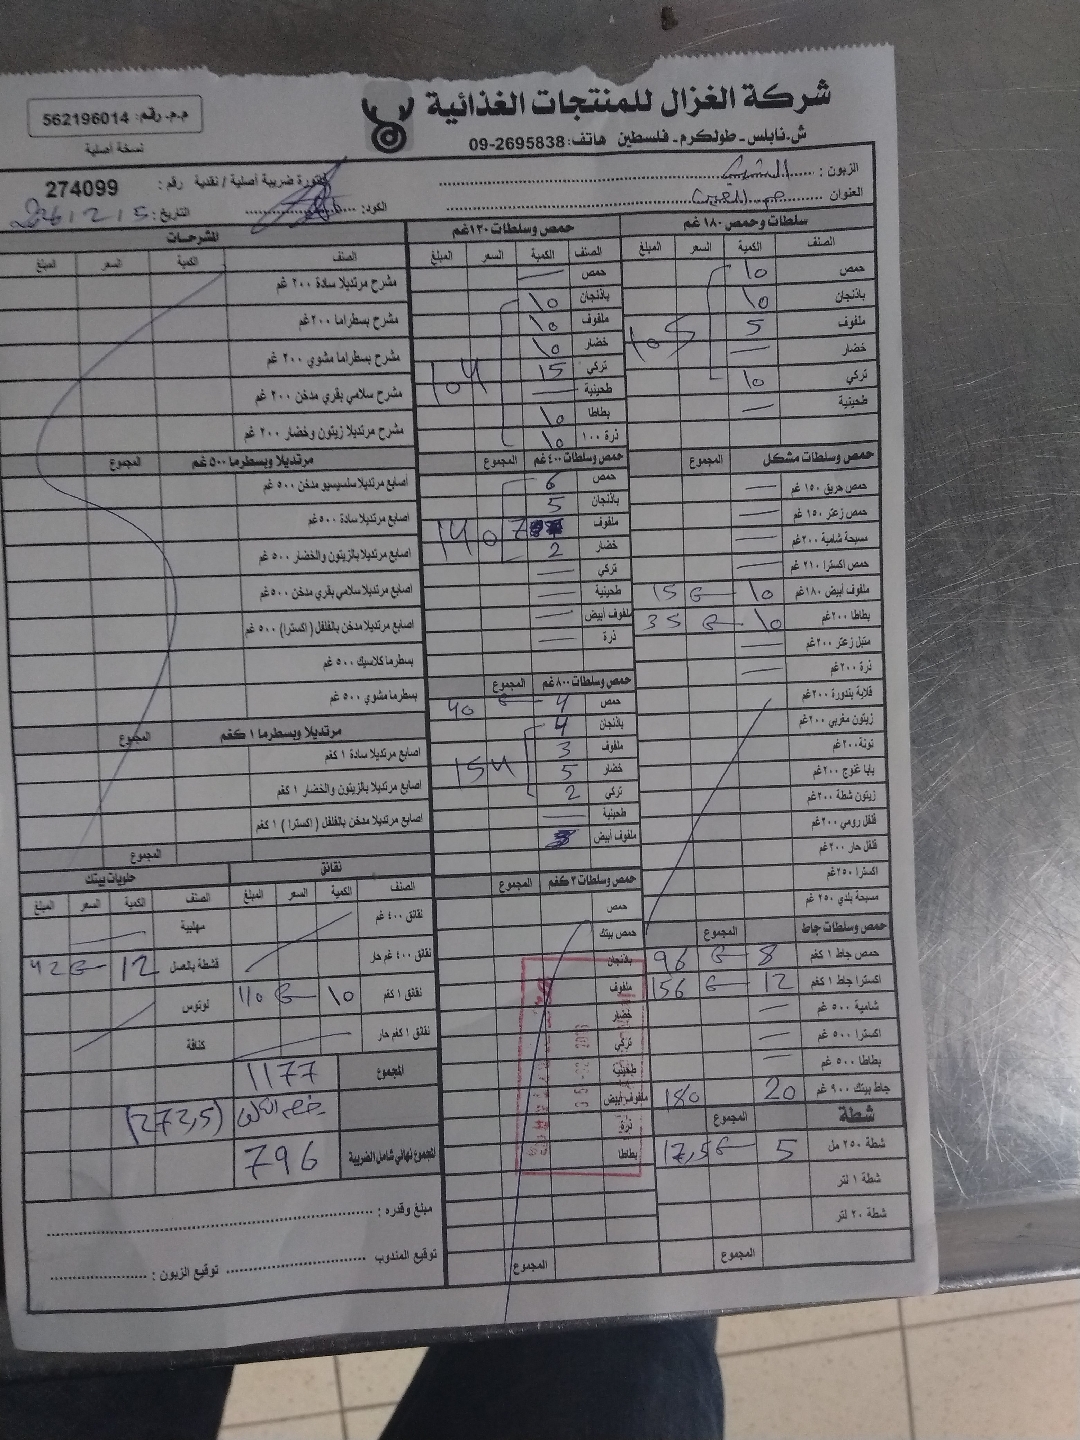 شركة الغزال للمنتجات الغذائية
ش.نابلس - طولكرم - فلسطين هاتف: 2695838-09
م.م. رقم: 562196014
نسخة أصلية
الزبون :
العنوان
فاتورة ضريبية أصلية / نقدية رقم : 274099
الكود:
التاريخ:
سلطات وحمص ١٨٠ غم
الصنف الكمية السعر المبلغ
حمص 10
باذنجان 10
ملفوف 5
خضار —
تركي 10
طحينية —
105
حمص وسلطات مشكل المجموع
حمص حريق ١٥٠ غم —
حمص زعتر ١٥٠ غم —
مسبحة شامية ٢٠٠ غم —
حمص اكسترا ٢١٠ غم —
ملفوف أبيض ١٨٠ غم 10 15
بطاطا ٢٠٠ غم 10 35
متبل زعتر ٢٠٠ غم —
ذرة ٢٠٠ غم —
قلاية بندورة ٢٠٠ غم
زيتون مغربي ٢٠٠ غم
تونة ٢٠٠ غم
بابا غنوج ٢٠٠ غم
زيتون شطة ٢٠٠ غم
فلفل رومي ٢٠٠ غم
فلفل حار ٢٠٠ غم
اكسترا ٢٥٠ غم
مسبحة بلدي ٢٥٠ غم
حمص وسلطات جاط المجموع
حمص جاط ١ كغم 8 96
اكسترا جاط ١ كغم 12 156
شامية ٥٠٠ غم —
اكسترا ٥٠٠ غم —
بطاطا ٥٠٠ غم —
جاط بيتك ٩٠٠ غم 20 180
شطة المجموع
شطة ٢٥٠ مل 5 17,5
شطة ١ لتر
شطة ٢٠ لتر
المجموع
حمص وسلطات ١٢٠ غم
الصنف الكمية السعر المبلغ
حمص —
باذنجان 10
ملفوف 10
خضار 10
تركي 15
طحينية —
بطاطا 10
ذرة ١٠٠ 10
104
حمص وسلطات ٤٠٠ غم المجموع
حمص 6
باذنجان 5
ملفوف 7
خضار 2
تركي —
طحينية —
ملفوف أبيض —
ذرة —
140
حمص وسلطات ٨٠٠ غم المجموع
حمص 4 40
باذنجان 4
ملفوف 3
خضار 5
تركي 2
طحينية —
ملفوف أبيض
154
حمص وسلطات ٣ كغم المجموع
حمص
حمص بيتك
باذنجان
ملفوف
خضار
تركي
طحينية
ملفوف أبيض
ذرة
بطاطا
المجموع
المشرحات
الصنف الكمية السعر المبلغ
مشرح مرتديلا سادة ٢٠٠ غم
مشرح بسطراما ٢٠٠ غم
مشرح بسطراما مشوي ٢٠٠ غم
مشرح سلامي بقري مدخن ٢٠٠ غم
مشرح مرتديلا زيتون وخضار ٢٠٠ غم
مرتديلا وبسطرما ٥٠٠ غم المجموع
اصابع مرتديلا سلسيسيو مدخن ٥٠٠ غم
اصابع مرتديلا سادة ٥٠٠ غم
اصابع مرتديلا بالزيتون والخضار ٥٠٠ غم
اصابع مرتديلا سلامي بقري مدخن ٥٠٠ غم
اصابع مرتديلا مدخن بالفلفل (اكسترا) ٥٠٠ غم
بسطرما كلاسيك ٥٠٠ غم
بسطرما مشوي ٥٠٠ غم
مرتديلا وبسطرما ١ كغم المجموع
اصابع مرتديلا سادة ١ كغم
اصابع مرتديلا بالزيتون والخضار ١ كغم
اصابع مرتديلا مدخن بالفلفل ( اكسترا ) ١ كغم
المجموع
نقانق
الصنف الكمية السعر المبلغ
نقانق ٤٠٠ غم
نقانق ٤٠٠ غم حار
نقانق ١ كغم 10 110
نقانق ١ كغم حار
حلويات بيتك
الصنف الكمية السعر المبلغ
مهلبية
قشطة بالعسل 12 42
لوتوس
كنافة
المجموع 1177
(272,5)
المجموع نهائي شامل الضريبة 796
مبلغ وقدره :
توقيع المندوب
توقيع الزبون :